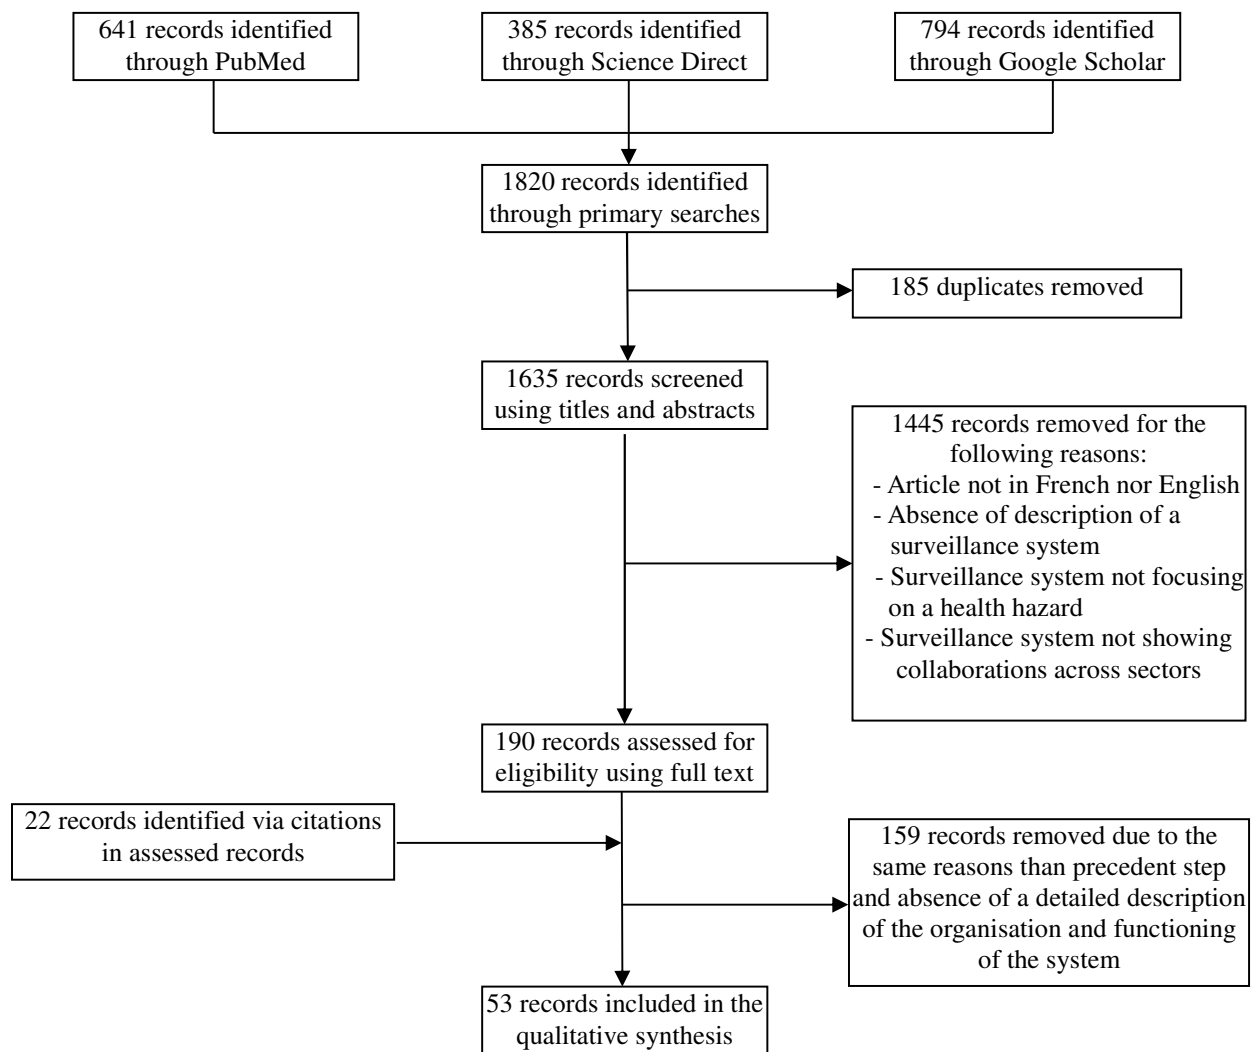 641 records identified
through PubMed
385 records identified
through Science Direct
794 records identified
through Google Scholar
1820 records identified
through primary searches
185 duplicates removed
1635 records screened
using titles and abstracts
1445 records removed for the
following reasons:
- Article not in French nor English
- Absence of description of a
surveillance system
- Surveillance system not focusing
on a health hazard
- Surveillance system not showing
collaborations across sectors
190 records assessed for
eligibility using full text
22 records identified via citations
in assessed records
159 records removed due to the
same reasons than precedent step
and absence of a detailed description
of the organisation and functioning
of the system
53 records included in the
qualitative synthesis